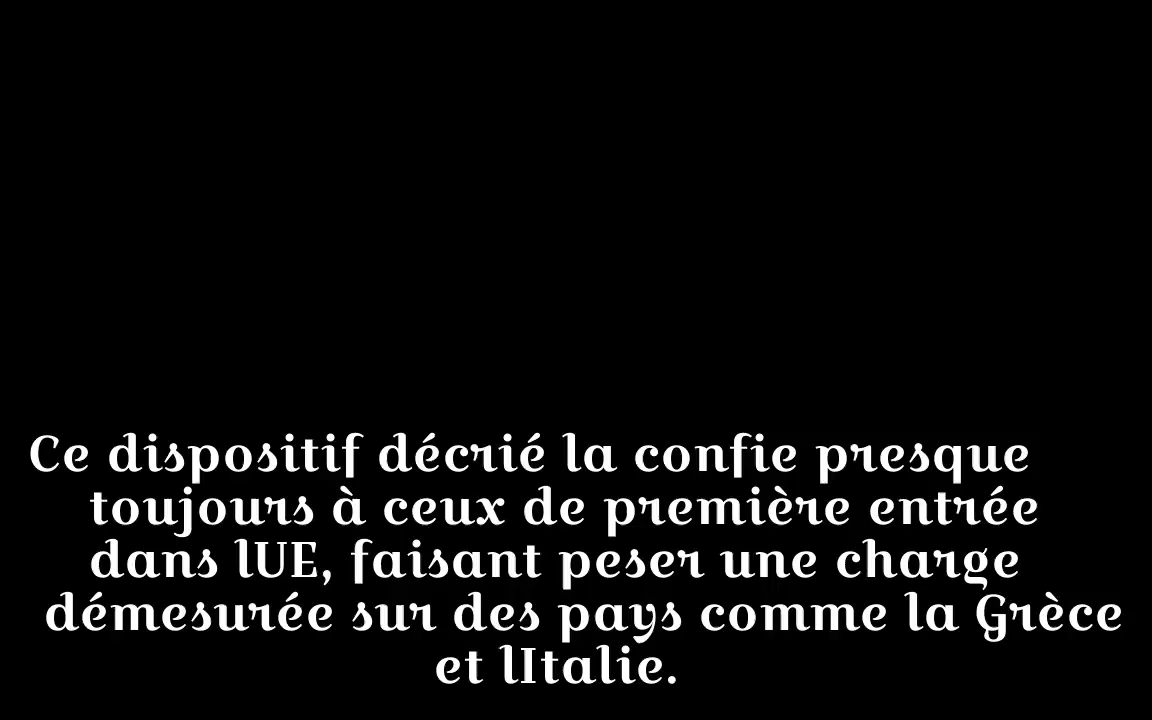 Ce dispositif décrié la confie presque
toujours à ceux de première entrée
dans lUE, faisant peser une charge
démesurée sur des pays comme la Grèce
et lItalie.